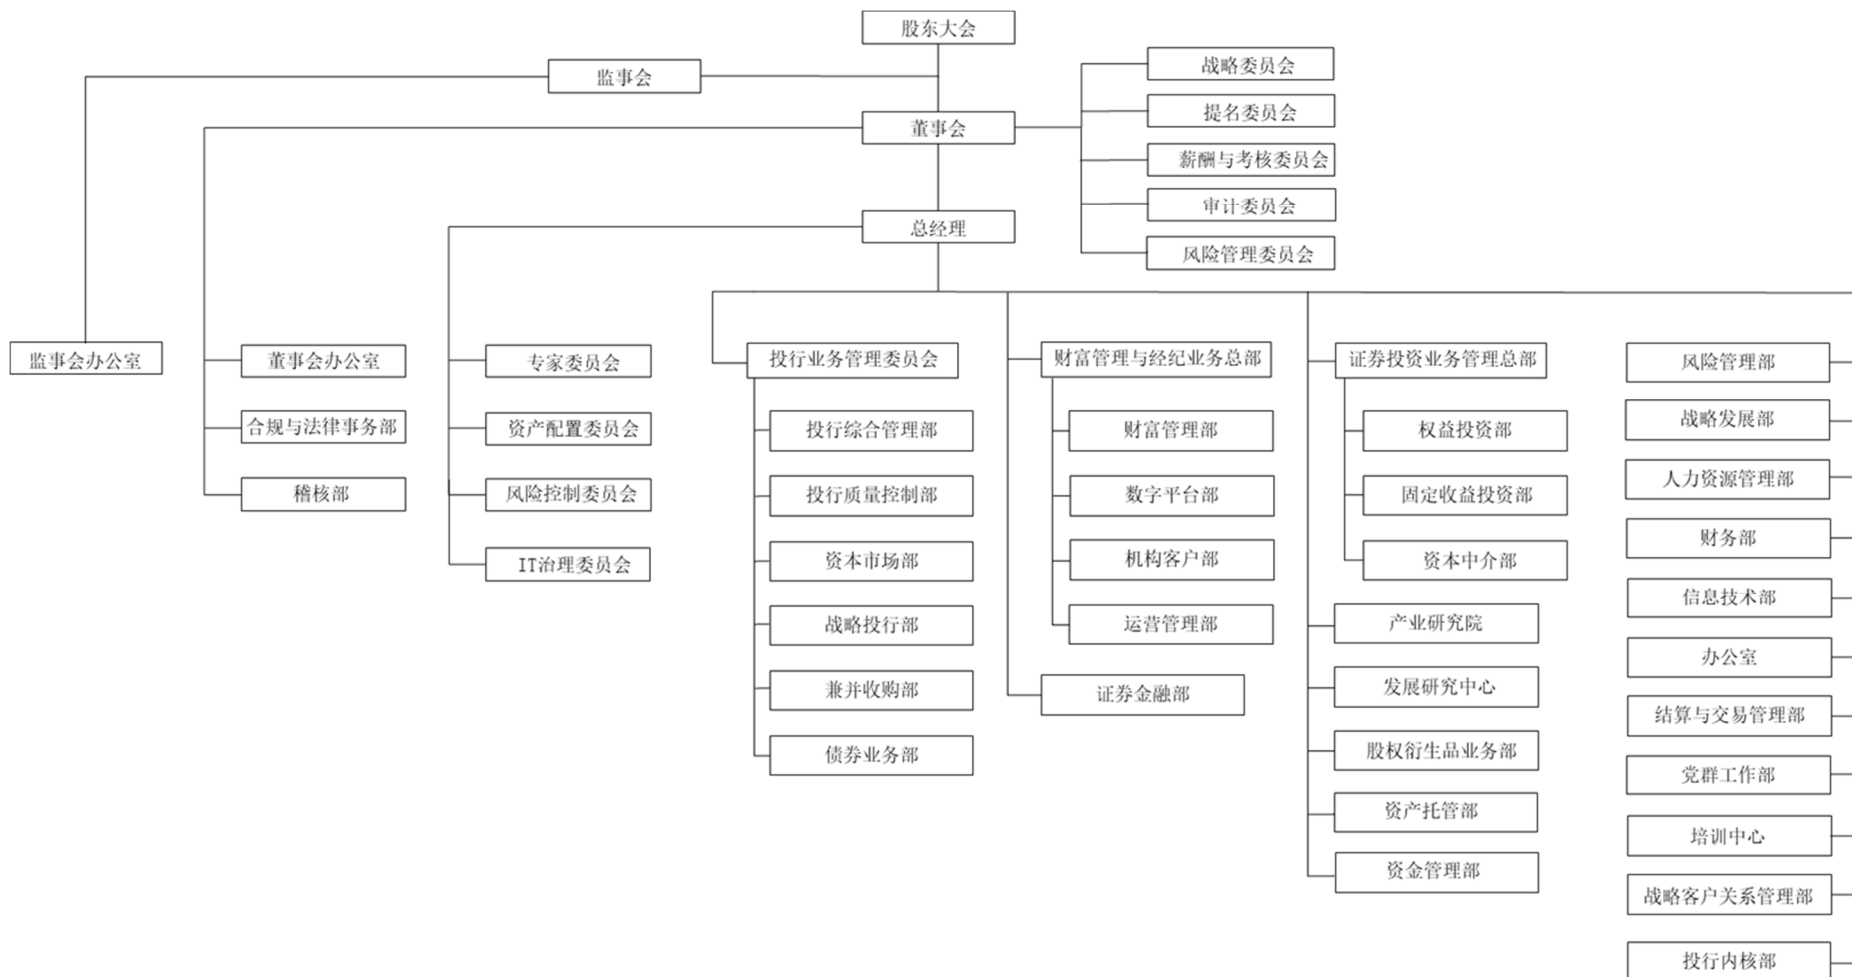 股东大会
监事会
董事会
战略委员会
提名委员会
薪酬与考核委员会
审计委员会
风险管理委员会
总经理
监事会办公室
董事会办公室
合规与法律事务部
稽核部
专家委员会
资产配置委员会
风险控制委员会
IT治理委员会
投行业务管理委员会
投行综合管理部
投行质量控制部
资本市场部
战略投行部
兼并收购部
债券业务部
财富管理与经纪业务总部
财富管理部
数字平台部
机构客户部
运营管理部
证券金融部
证券投资业务管理总部
权益投资部
固定收益投资部
资本中介部
产业研究院
发展研究中心
股权衍生品业务部
资产托管部
资金管理部
风险管理部
战略发展部
人力资源管理部
财务部
信息技术部
办公室
结算与交易管理部
党群工作部
培训中心
战略客户关系管理部
投行内核部